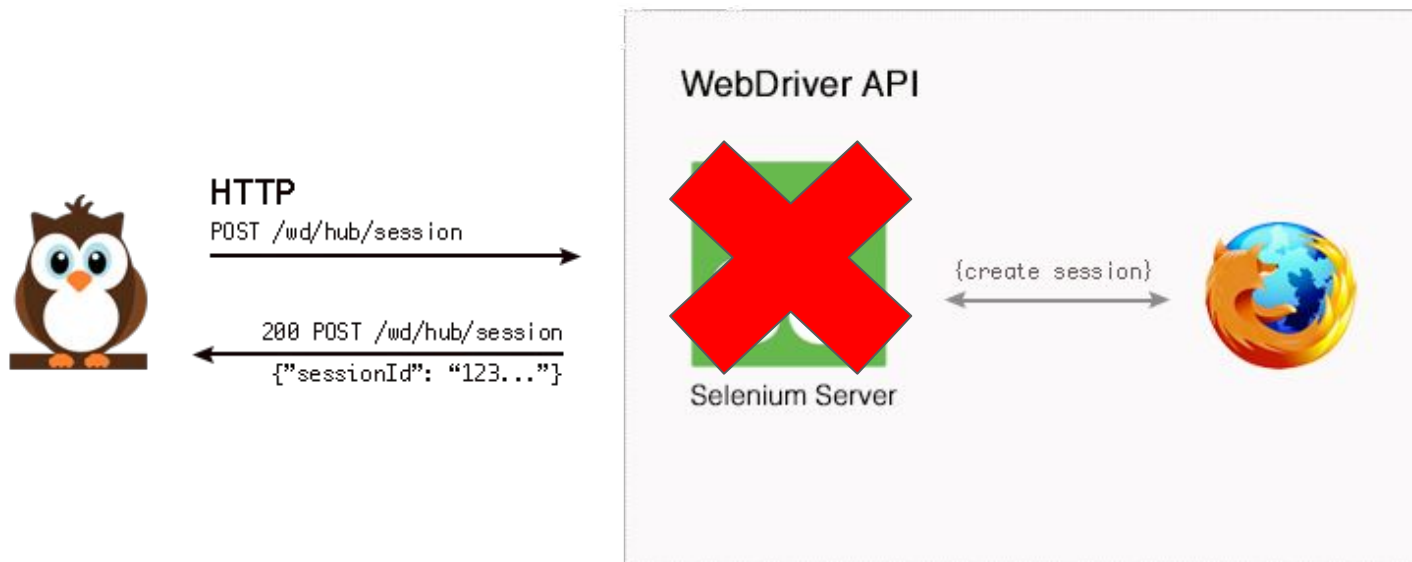 WebDriver API
HTTP
POST /wd/hub/session
{create session}
200 POST /wd/hub/session
{”sessionId": “123...”}
Selenium Server